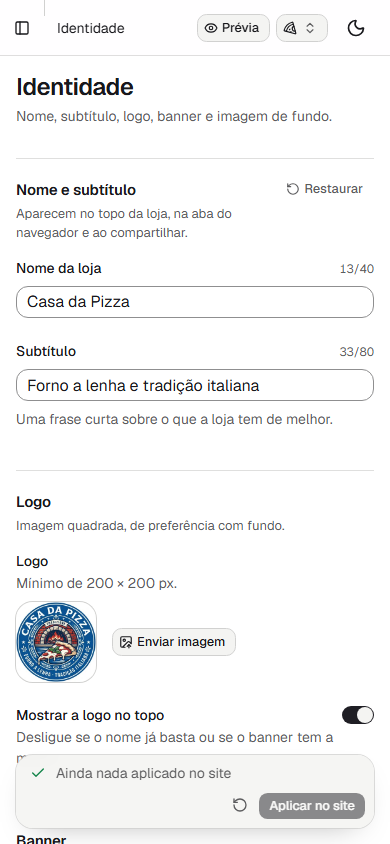 Identidade
Prévia
Identidade
Nome, subtítulo, logo, banner e imagem de fundo.
Nome e subtítulo
Restaurar
Aparecem no topo da loja, na aba do
navegador e ao compartilhar.
Nome da loja
13/40
Casa da Pizza
Subtítulo
33/80
Forno a lenha e tradição italiana
Uma frase curta sobre o que a loja tem de melhor.
Logo
Imagem quadrada, de preferência com fundo.
Logo
Mínimo de 200 × 200 px.
CASA DA PIZZA
FORNO A LENHA · TRADIÇÃO ITALIANA
Enviar imagem
Mostrar a logo no topo
Desligue se o nome já basta ou se o banner tem a
Ainda nada aplicado no site
Aplicar no site
Banner